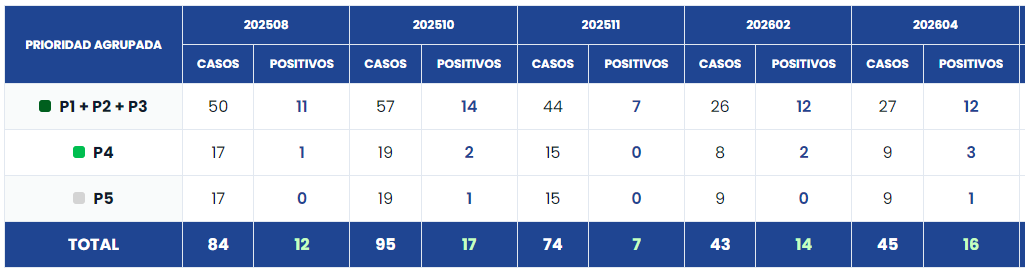 PRIORIDAD AGRUPADA 202508 202510 202511 202602 202604
CASOS POSITIVOS CASOS POSITIVOS CASOS POSITIVOS CASOS POSITIVOS CASOS POSITIVOS
P1 + P2 + P3 50 11 57 14 44 7 26 12 27 12
P4 17 1 19 2 15 0 8 2 9 3
P5 17 0 19 1 15 0 9 0 9 1
TOTAL 84 12 95 17 74 7 43 14 45 16